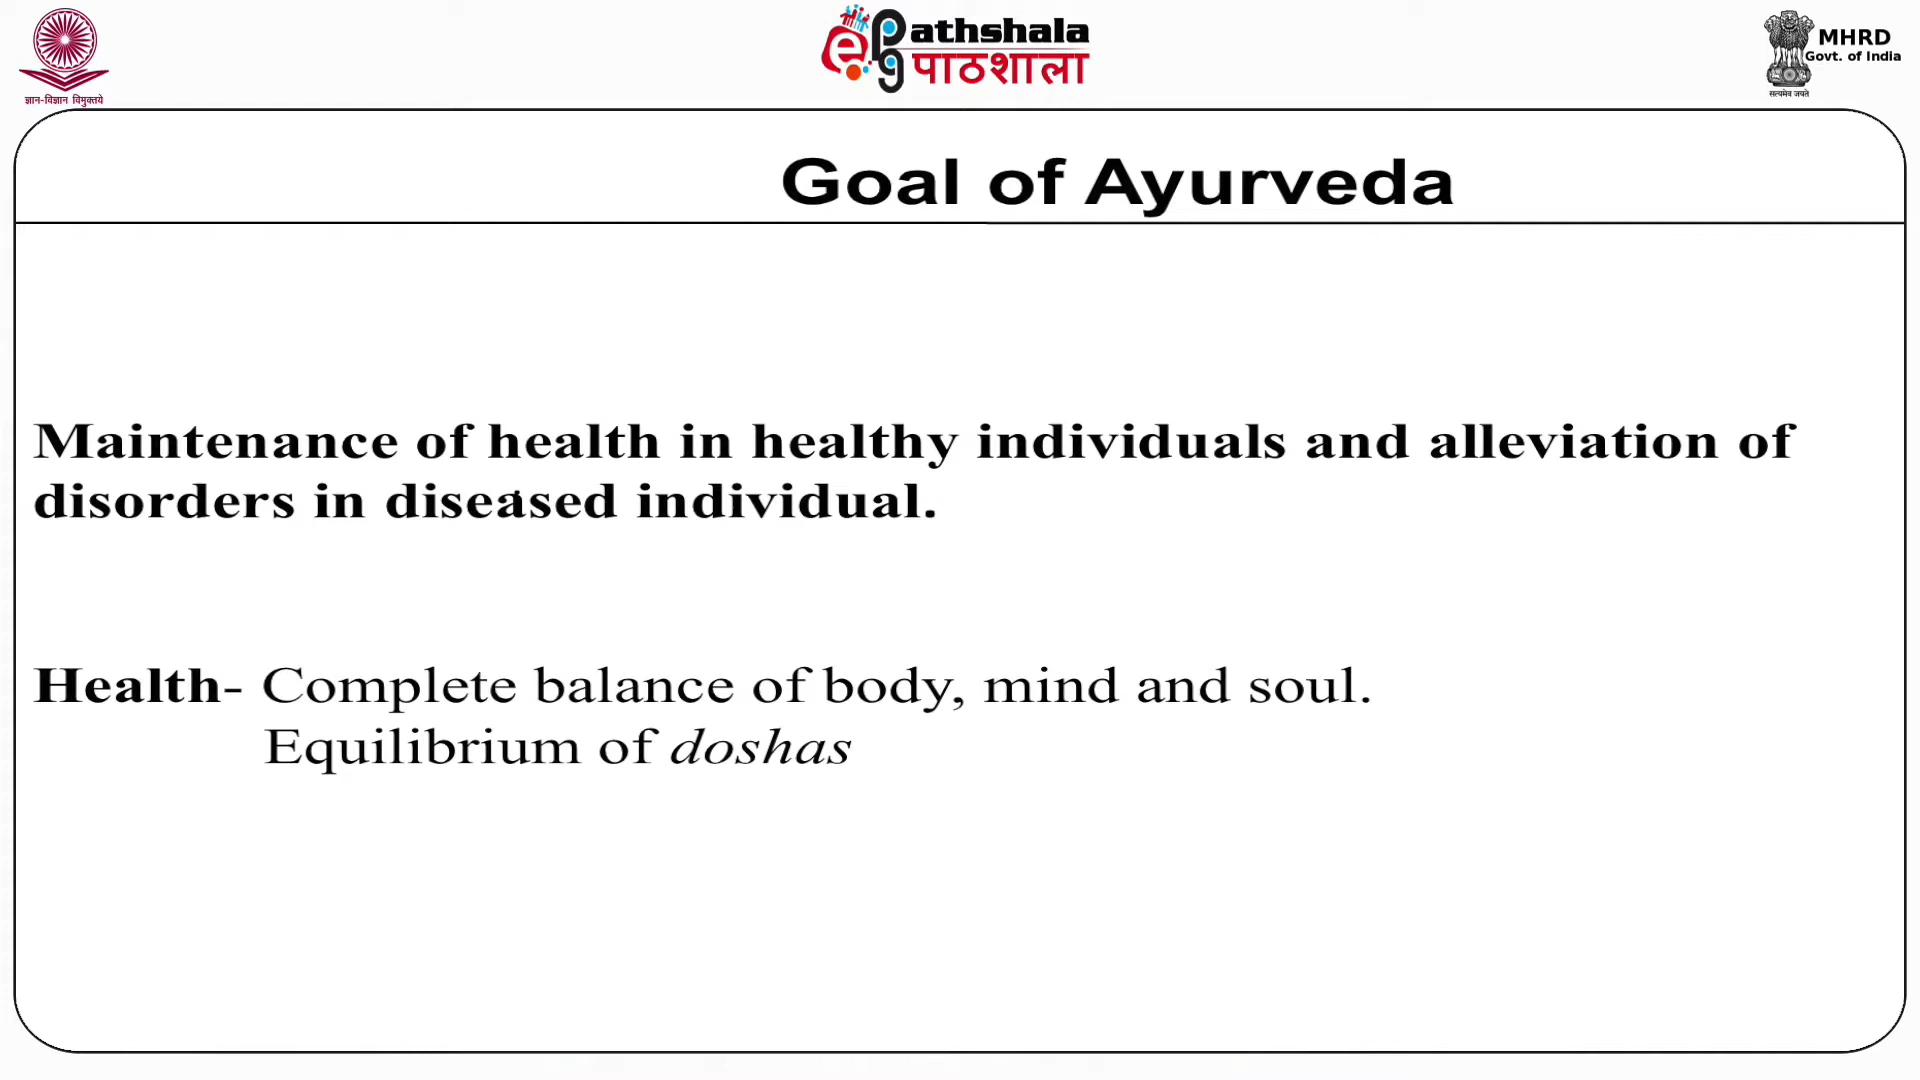 ज्ञान-विज्ञान विमुक्तये
ePathshala
पाठशाला
pg
MHRD
Govt. of India
सत्यमेव जयते
Goal of Ayurveda
Maintenance of health in healthy individuals and alleviation of
disorders in diseased individual.
Health- Complete balance of body, mind and soul.
Equilibrium of doshas